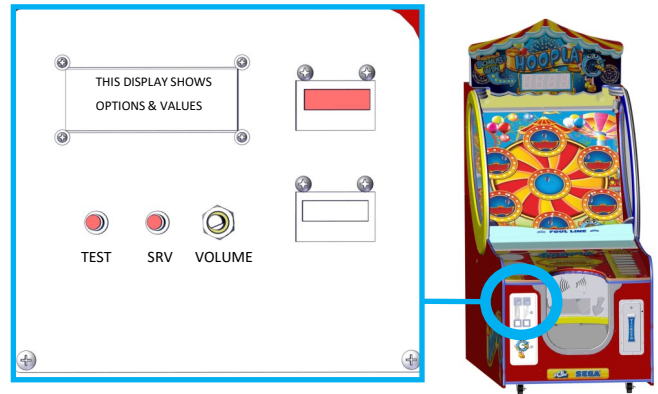 THIS DISPLAY SHOWS
OPTIONS & VALUES
TEST SRV VOLUME
HOOPLA
FOUL LINE
SEGA